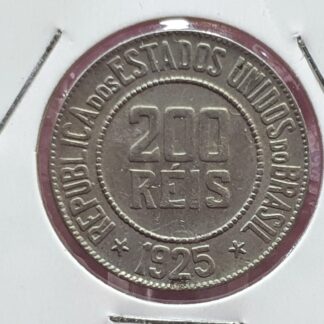 REPUBLICA DOS ESTADOS UNIDOS DO BRASIL
200
RÉIS
1925